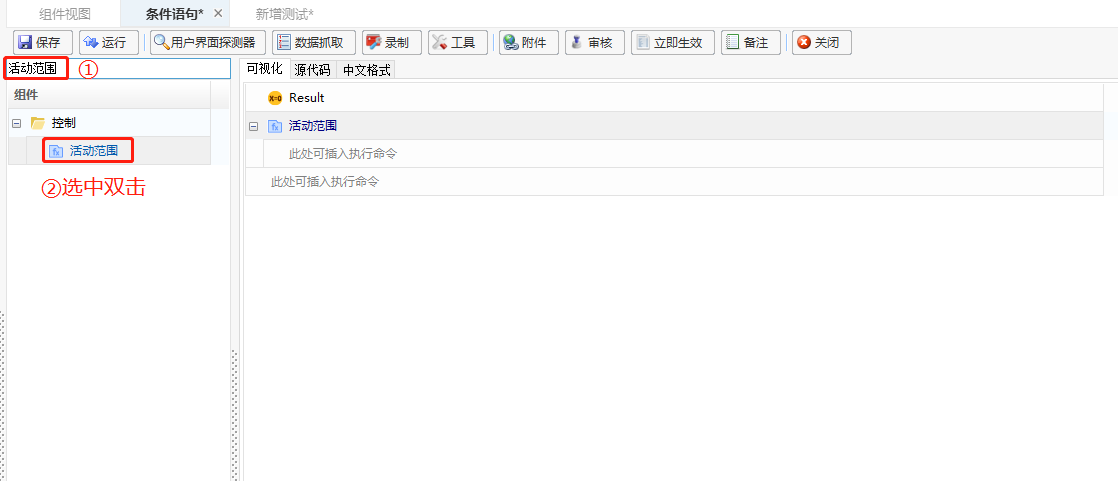 组件视图 条件语句* 新增测试*
保存 运行 用户界面探测器 数据抓取 录制 工具 附件 审核 立即生效 备注 关闭
活动范围 ① 可视化 源代码 中文格式
组件 Result
控制 活动范围
活动范围 此处可插入执行命令
②选中双击 此处可插入执行命令